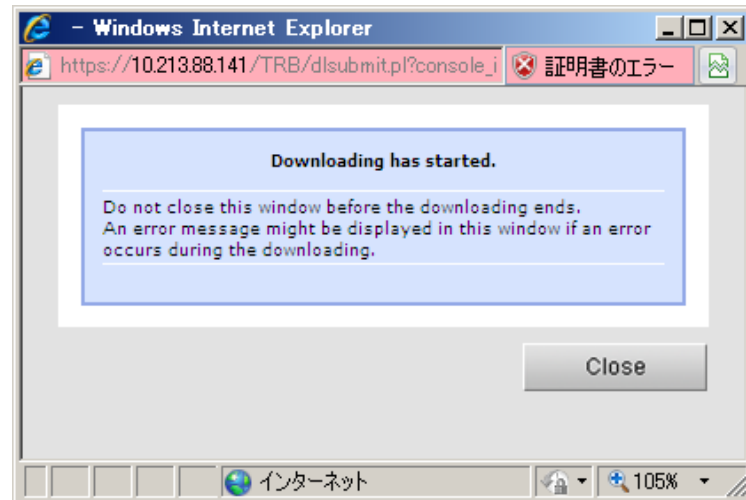 - Windows Internet Explorer
https://10.213.88.141/TRB/dlsubmit.pl?console_i
証明書のエラー
Downloading has started.
Do not close this window before the downloading ends.
An error message might be displayed in this window if an error
occurs during the downloading.
Close
インターネット
105%